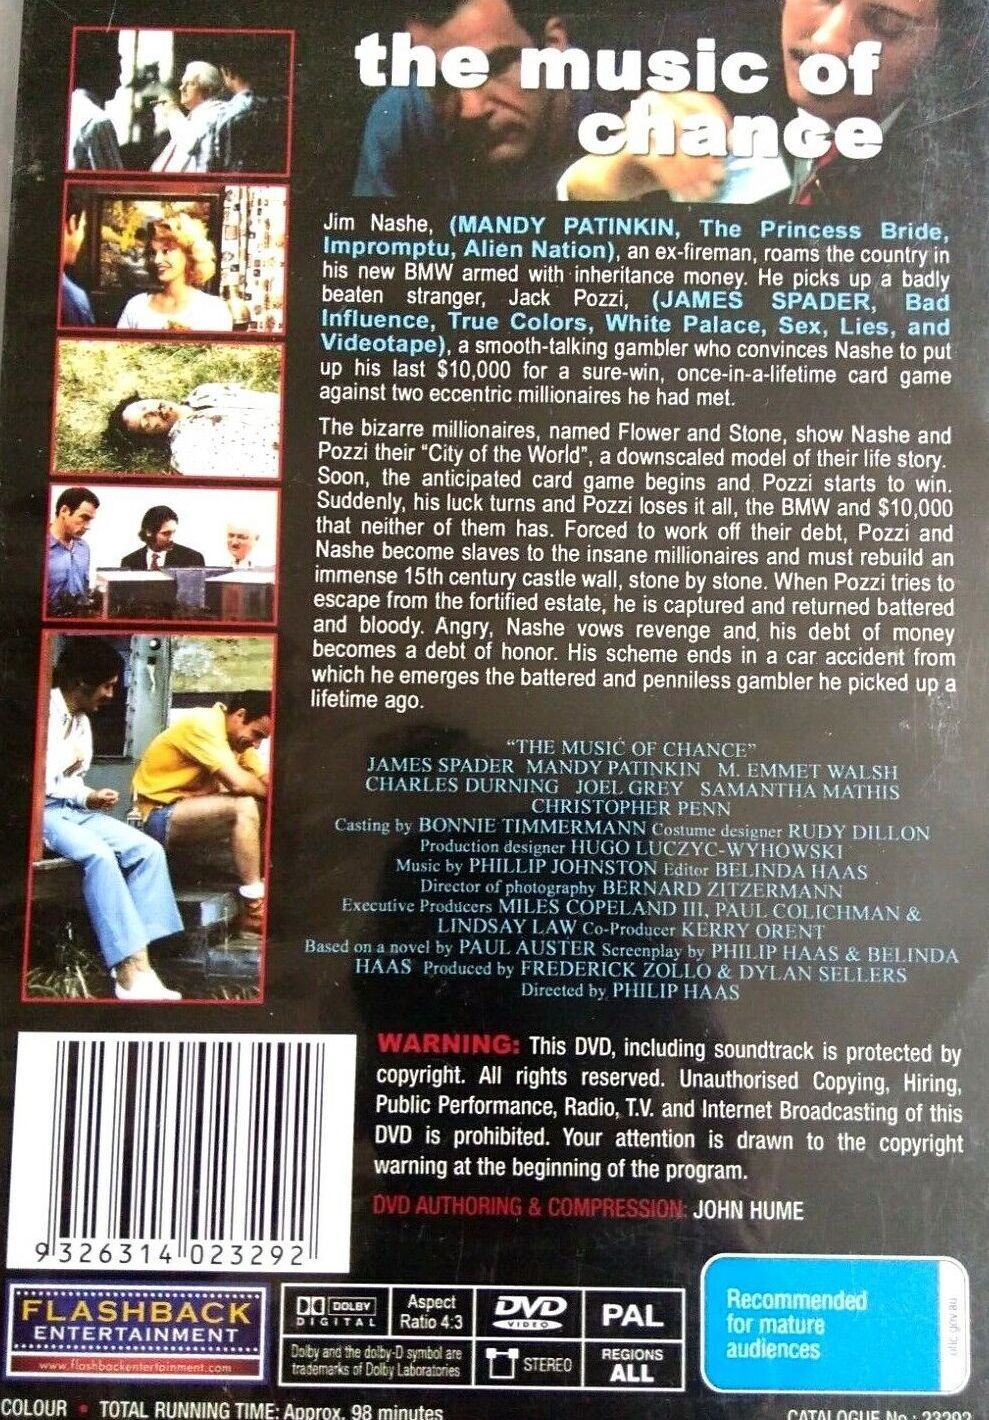 the music of
chance
Jim Nashe, (MANDY PATINKIN, The Princess Bride,
Impromptu, Alien Nation), an ex-fireman, roams the country in
his new BMW armed with inheritance money. He picks up a badly
beaten stranger, Jack Pozzi, (JAMES SPADER, Bad
Influence, True Colors, White Palace, Sex, Lies, and
Videotape), a smooth-talking gambler who convinces Nashe to put
up his last $10,000 for a sure-win, once-in-a-lifetime card game
against two eccentric millionaires he had met.
The bizarre millionaires, named Flower and Stone, show Nashe and
Pozzi their "City of the World", a downscaled model of their life story.
Soon, the anticipated card game begins and Pozzi starts to win.
Suddenly, his luck turns and Pozzi loses it all, the BMW and $10,000
that neither of them has. Forced to work off their debt, Pozzi and
Nashe become slaves to the insane millionaires and must rebuild an
immense 15th century castle wall, stone by stone. When Pozzi tries to
escape from the fortified estate, he is captured and returned battered
and bloody. Angry, Nashe vows revenge and, his debt of money
becomes a debt of honor. His scheme ends in a car accident from
which he emerges the battered and penniless gambler he picked up a
lifetime ago.
"THE MUSIC OF CHANCE"
JAMES SPADER MANDY PATINKIN M. EMMET WALSH
CHARLES DURNING JOEL GREY SAMANTHA MATHIS
CHRISTOPHER PENN
Casting by BONNIE TIMMERMANN Costume designer RUDY DILLON
Production designer HUGO LUCZYC-WYHOWSKI
Music by PHILLIP JOHNSTON Editor BELINDA HAAS
Director of photography BERNARD ZITZERMANN
Executive Producers MILES COPELAND III, PAUL COLICHMAN &
LINDSAY LAW Co-Producer KERRY ORENT
Based on a novel by PAUL AUSTER Screenplay by PHILIP HAAS & BELINDA
HAAS Produced by FREDERICK ZOLLO & DYLAN SELLERS
Directed by PHILIP HAAS
WARNING: This DVD, including soundtrack is protected by
copyright. All rights reserved. Unauthorised Copying, Hiring,
Public Performance, Radio, T.V. and Internet Broadcasting of this
DVD is prohibited. Your attention is drawn to the copyright
warning at the beginning of the program.
DVD AUTHORING & COMPRESSION: JOHN HUME
9 326314 023292
FLASHBACK
ENTERTAINMENT
www.flashbackentertainment.com
DOLBY
DIGITAL
Aspect
Ratio 4:3
DVD
VIDEO
PAL
Dolby and the dolby-D symbol are
trademarks of Dolby Laboratories
STEREO
REGIONS
ALL
Recommended
for mature
audiences
oflc.gov.au
COLOUR • TOTAL RUNNING TIME: Approx. 98 minutes
CATALOGUE No.: 23292